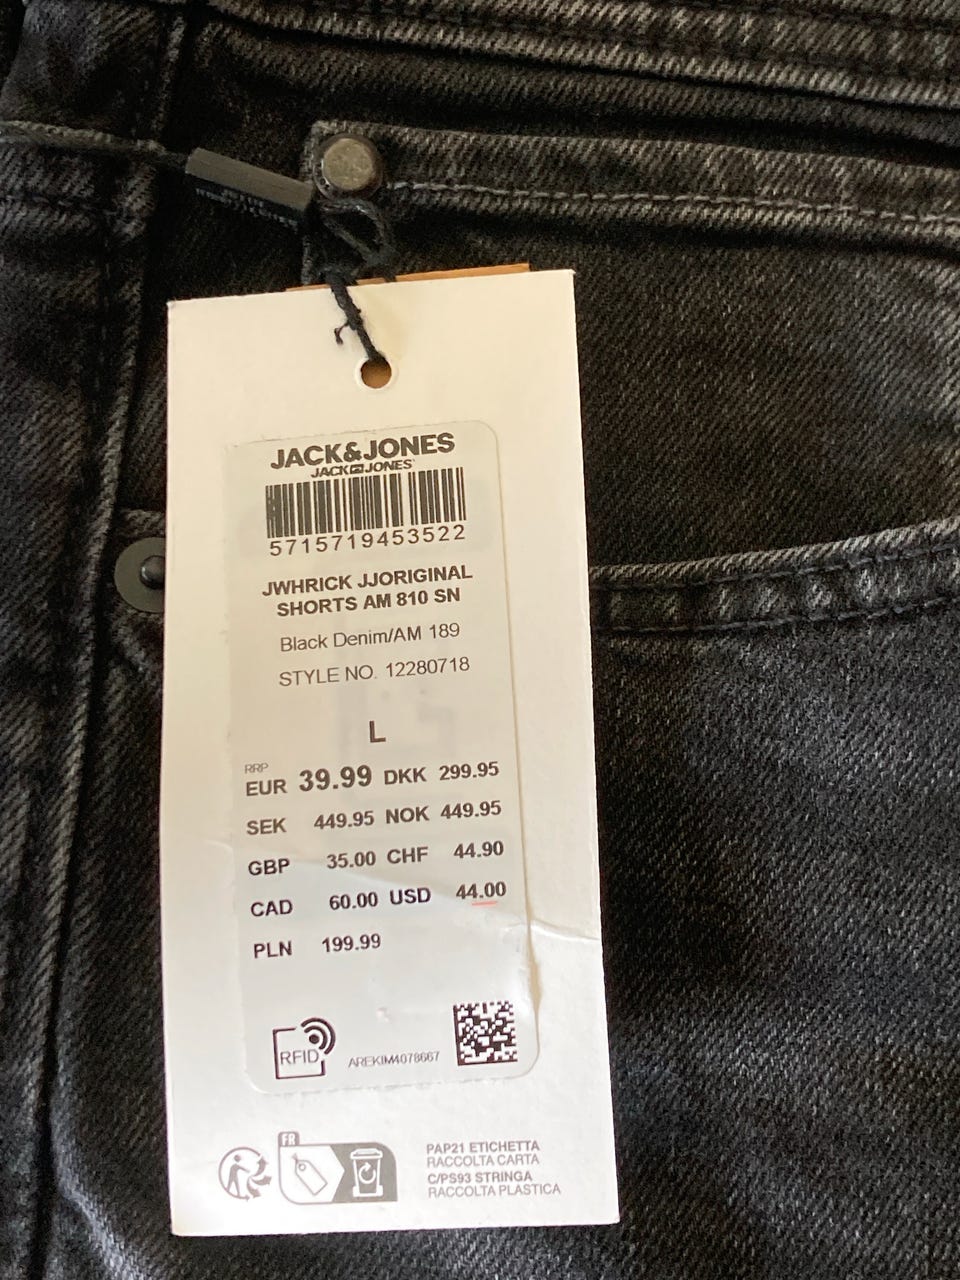 JACK&JONES
JACK JONES
5715719453522
JWHRICK JJORIGINAL
SHORTS AM 810 SN
Black Denim/AM 189
STYLE NO. 12280718
L
RRP
EUR 39.99 DKK 299.95
SEK 449.95 NOK 449.95
GBP 35.00 CHF 44.90
CAD 60.00 USD 44.00
PLN 199.99
RFID
AREKIM4078667
FR
PAP21 ETICHETTA
RACCOLTA CARTA
C/PS93 STRINGA
RACCOLTA PLASTICA